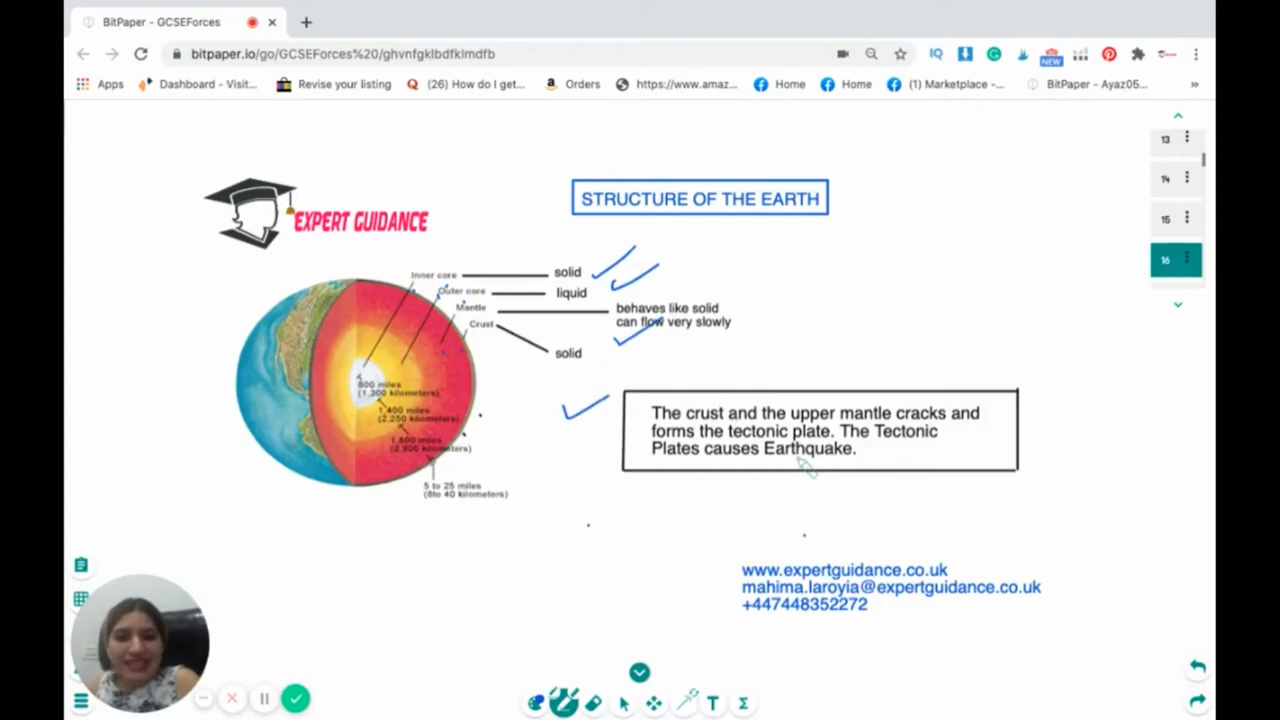 BitPaper - GCSEForces
bitpaper.io/go/GCSEForces%20/ghvnfgklbdfklmdfb
IQ
NEW
Apps
Dashboard - Visit...
Revise your listing
(26) How do I get...
Orders
https://www.amaz...
Home
Home
(1) Marketplace -...
BitPaper - Ayaz05...
»
13
14
15
16
EXPERT GUIDANCE
STRUCTURE OF THE EARTH
Inner core
solid
Outer core
liquid
Mantle
behaves like solid
can flow very slowly
Crust
solid
800 miles
(1,300 kilometers)
1,400 miles
(2,250 kilometers)
1,800 miles
(2,900 kilometers)
5 to 25 miles
(8to 40 kilometers)
The crust and the upper mantle cracks and
forms the tectonic plate. The Tectonic
Plates causes Earthquake.
www.expertguidance.co.uk
mahima.laroyia@expertguidance.co.uk
+447448352272
T
Σ